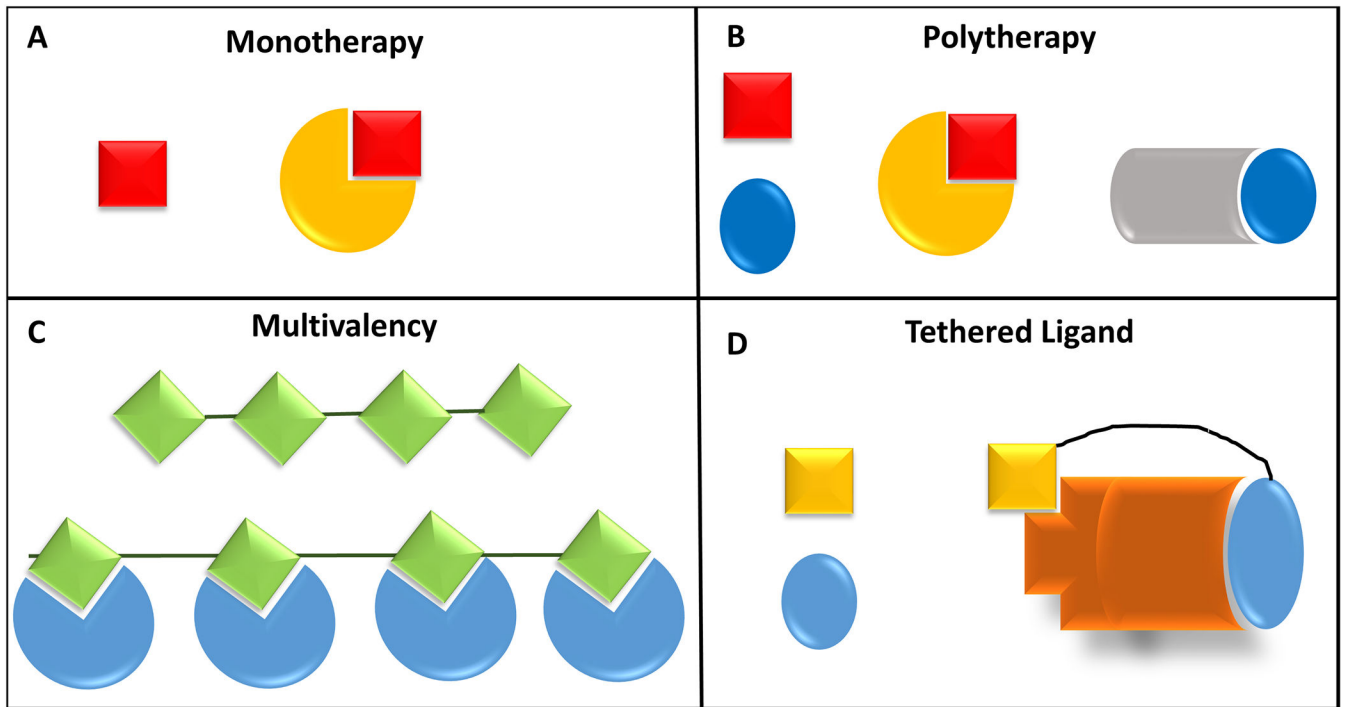 A
Monotherapy
B
Polytherapy
C
Multivalency
D
Tethered Ligand